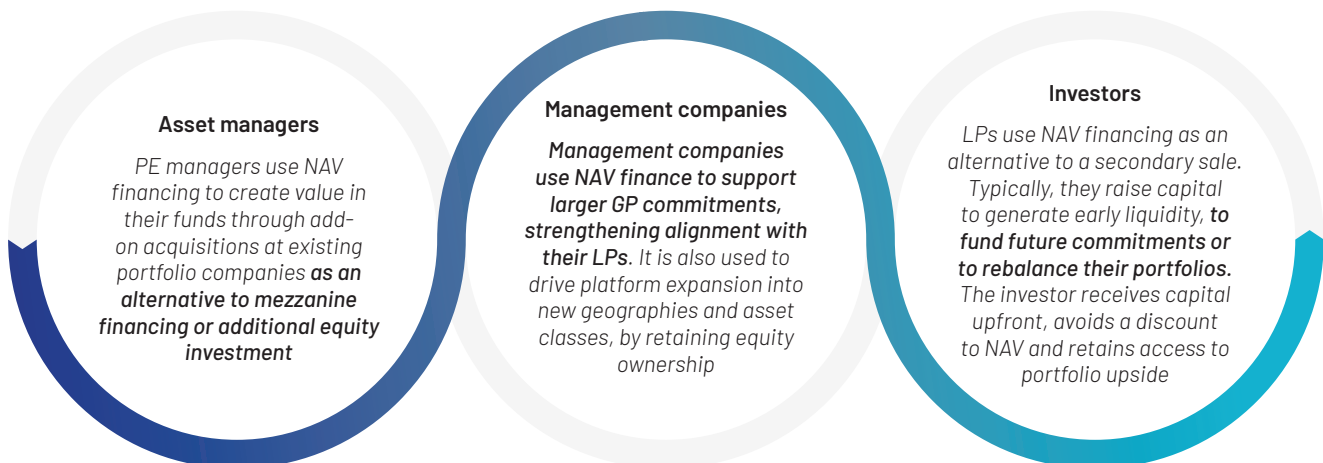 Asset managers
PE managers use NAV
financing to create value in
their funds through add-
on acquisitions at existing
portfolio companies as an
alternative to mezzanine
financing or additional equity
investment
Management companies
Management companies
use NAV finance to support
larger GP commitments,
strengthening alignment with
their LPs. It is also used to
drive platform expansion into
new geographies and asset
classes, by retaining equity
ownership
Investors
LPs use NAV financing as an
alternative to a secondary sale.
Typically, they raise capital
to generate early liquidity, to
fund future commitments or
to rebalance their portfolios.
The investor receives capital
upfront, avoids a discount
to NAV and retains access to
portfolio upside